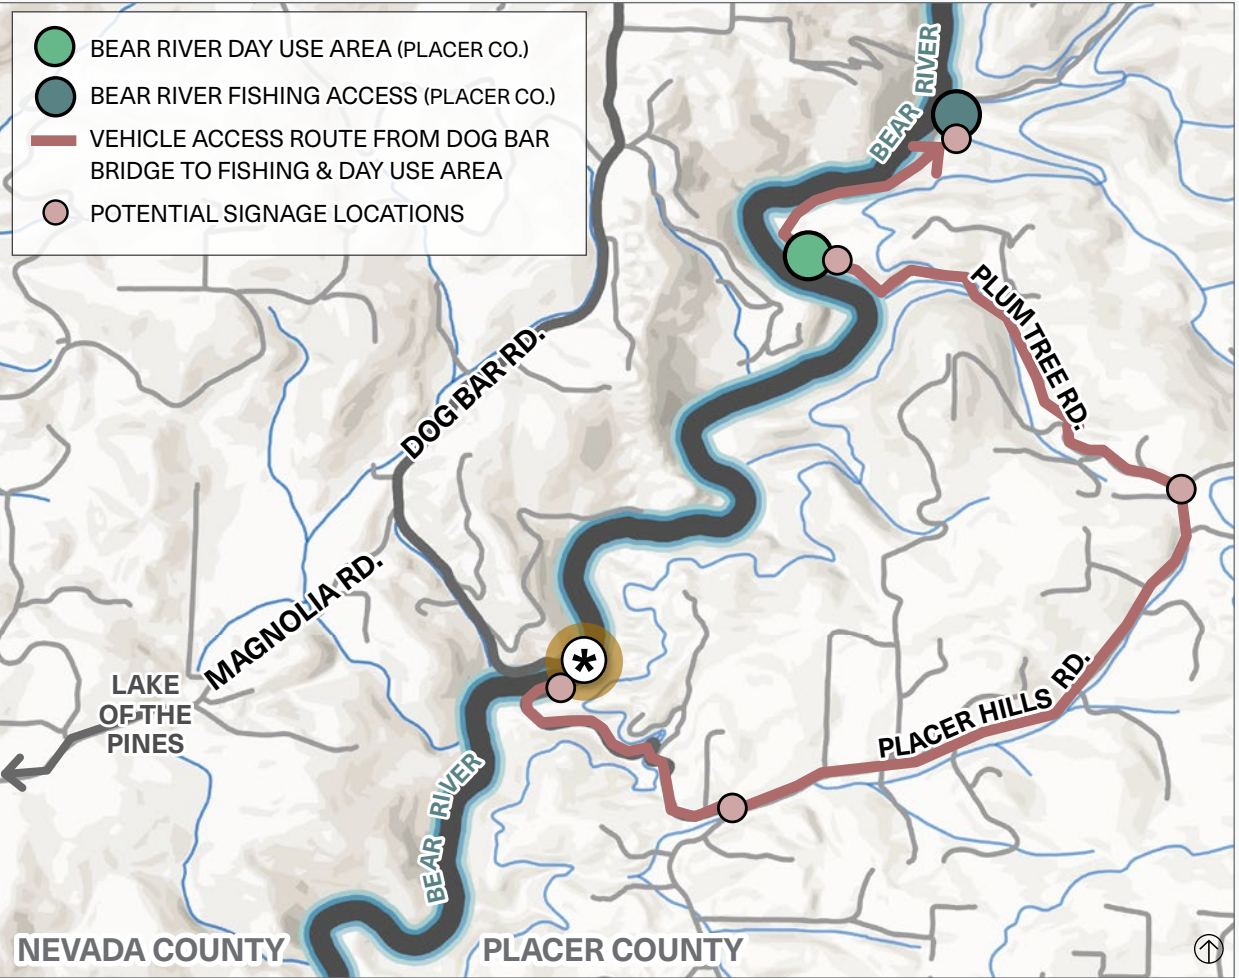 BEAR RIVER DAY USE AREA (PLACER CO.)
BEAR RIVER FISHING ACCESS (PLACER CO.)
VEHICLE ACCESS ROUTE FROM DOG BAR
BRIDGE TO FISHING & DAY USE AREA
POTENTIAL SIGNAGE LOCATIONS
BEAR RIVER
PLUM TREE RD.
DOG BAR RD.
MAGNOLIA RD.
*
LAKE
OF THE
PINES
PLACER HILLS RD.
BEAR RIVER
NEVADA COUNTY
PLACER COUNTY